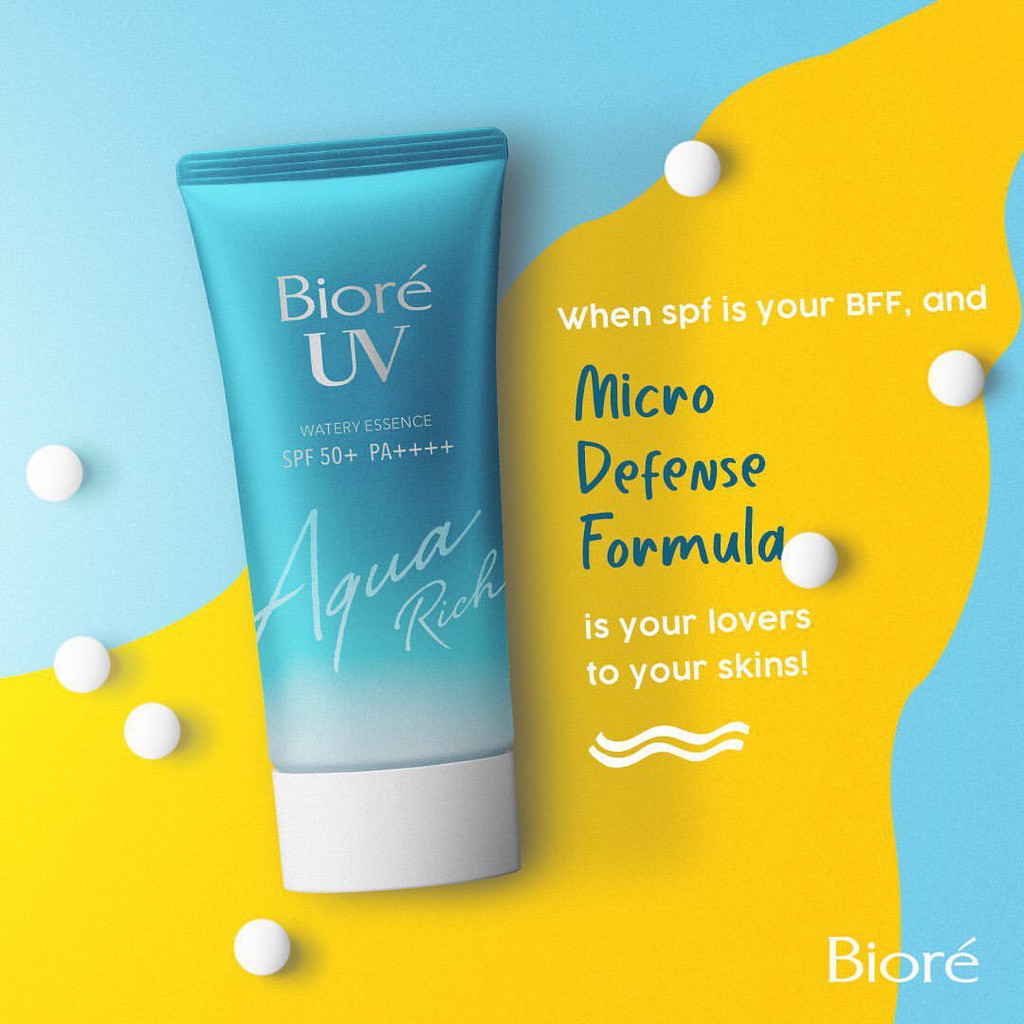 Bioré
UV
WATERY ESSENCE
SPF 50+ PA++++
Aqua
Rich
When spf is your BFF, and
Micro
Defense
Formula
is your lovers
to your skins!
Bioré